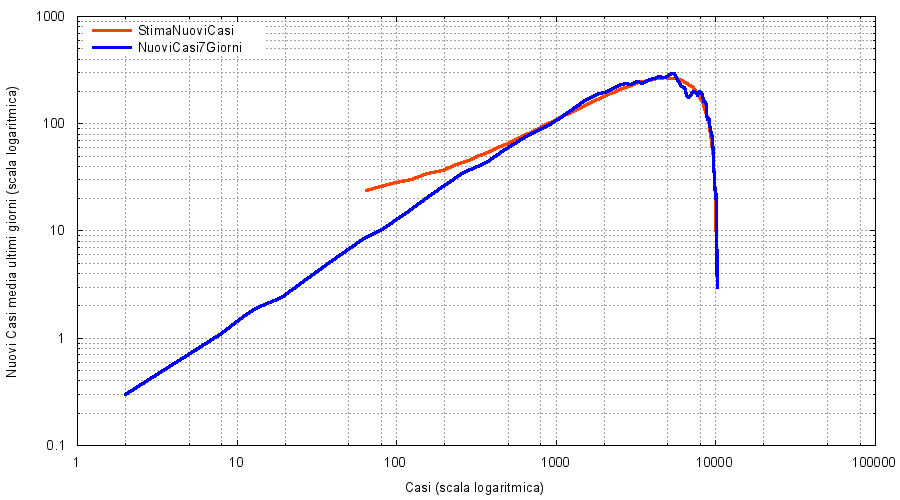 StimaNuoviCasi
NuoviCasi7Giorni
1000
100
10
1
0.1
1 10 100 1000 10000 100000
Nuovi Casi media ultimi giorni (scala logaritmica)
Casi (scala logaritmica)